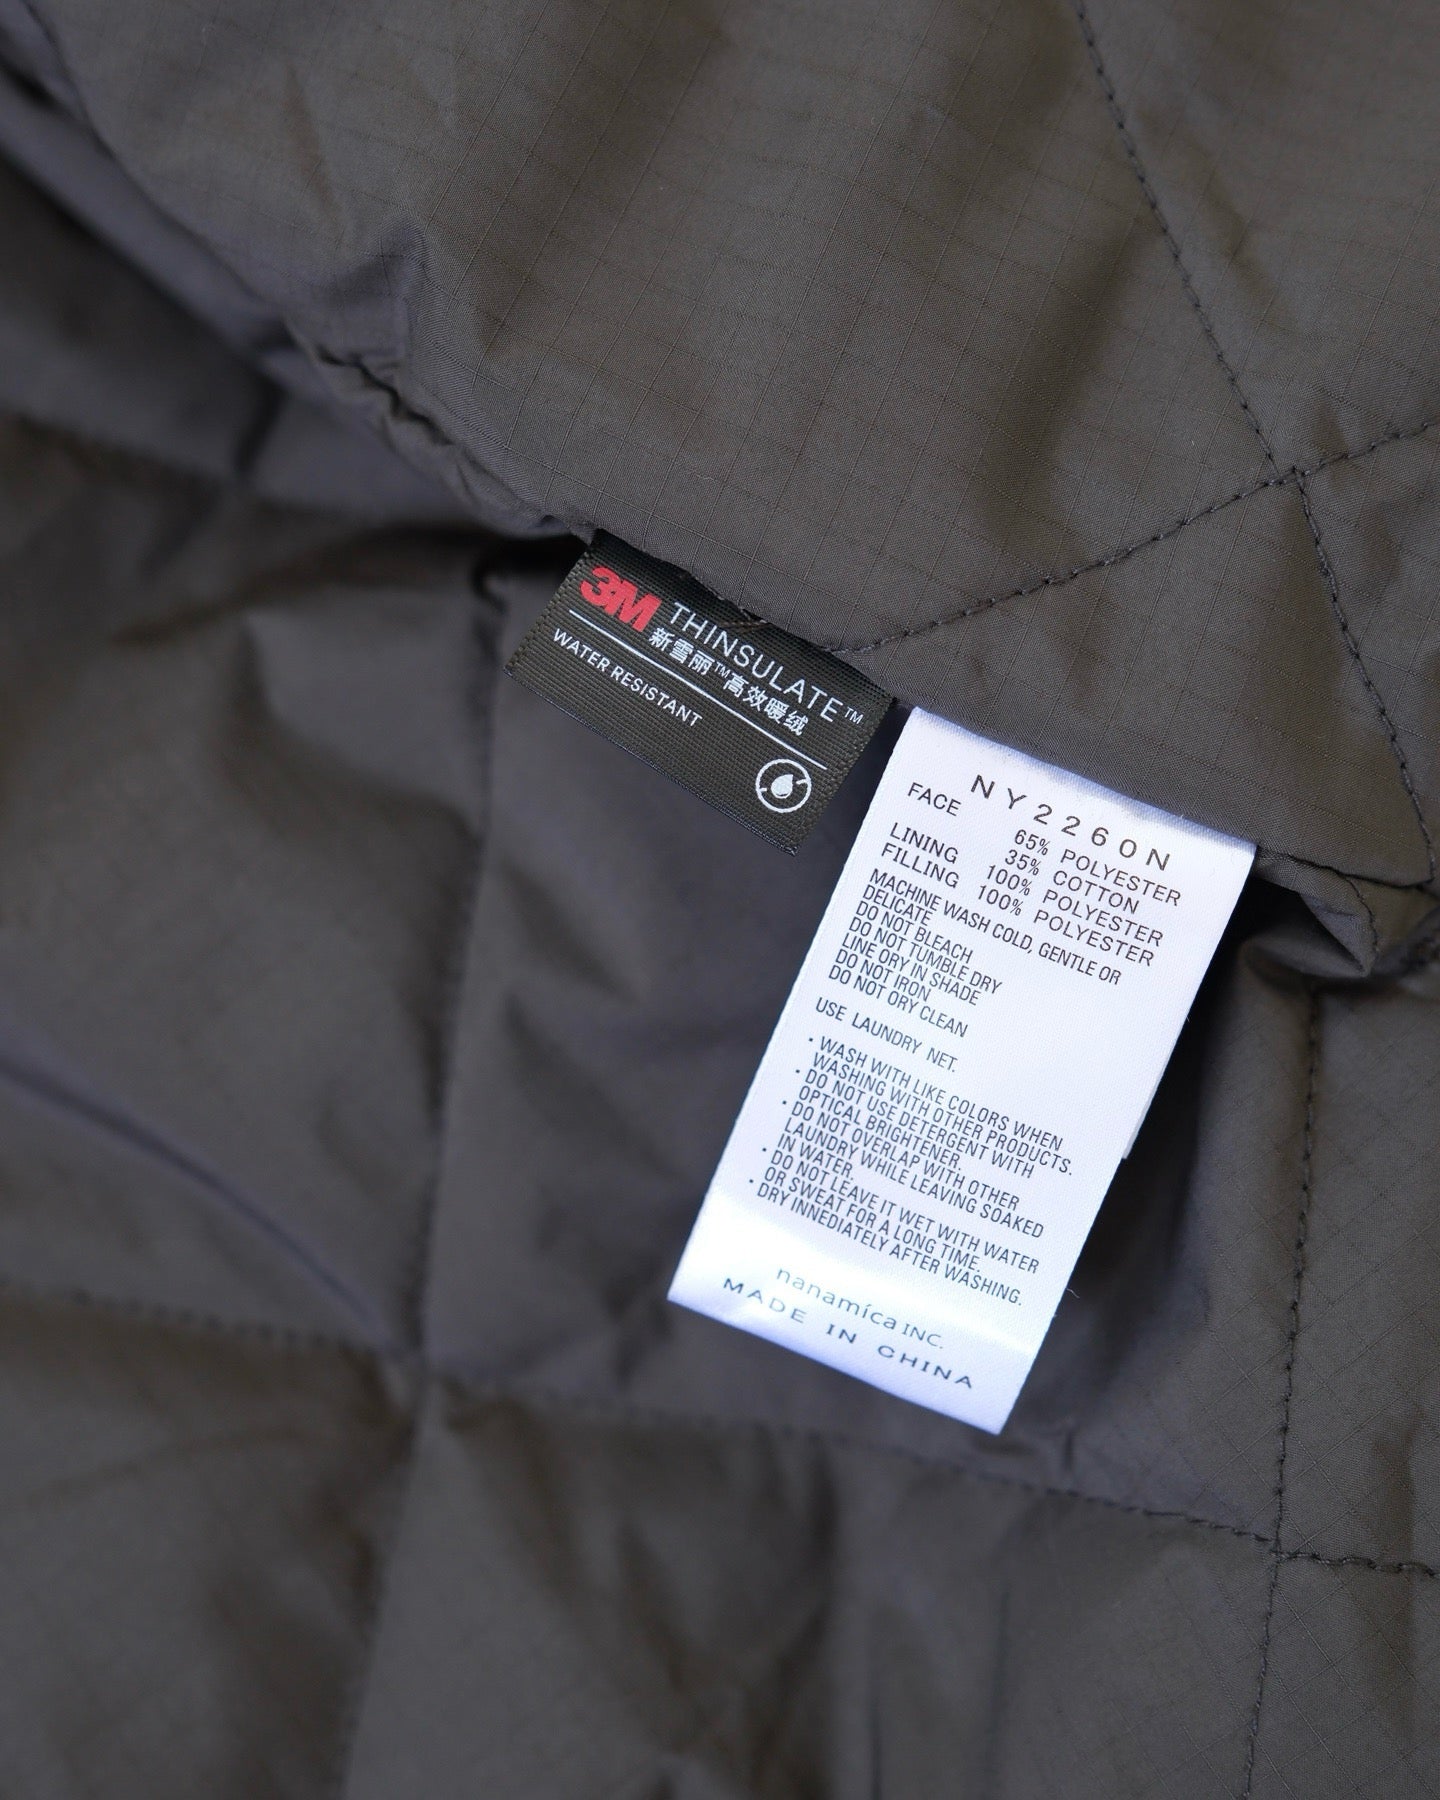 3M THINSULATE™
新雪丽™高效暖绒
WATER RESISTANT
NY2260N
FACE 65% POLYESTER
35% COTTON
LINING 100% POLYESTER
FILLING 100% POLYESTER
MACHINE WASH COLD, GENTLE OR
DELICATE
DO NOT BLEACH
DO NOT TUMBLE DRY
LINE ORY IN SHADE
DO NOT IRON
DO NOT ORY CLEAN
USE LAUNDRY NET.
・WASH WITH LIKE COLORS WHEN
WASHING WITH OTHER PRODUCTS.
・DO NOT USE DETERGENT WITH
OPTICAL BRIGHTENER.
・DO NOT OVERLAP WITH OTHER
LAUNDRY WHILE LEAVING SOAKED
IN WATER.
・DO NOT LEAVE IT WET WITH WATER
OR SWEAT FOR A LONG TIME.
・DRY INNEDIATELY AFTER WASHING.
nanamíca INC.
MADE IN CHINA